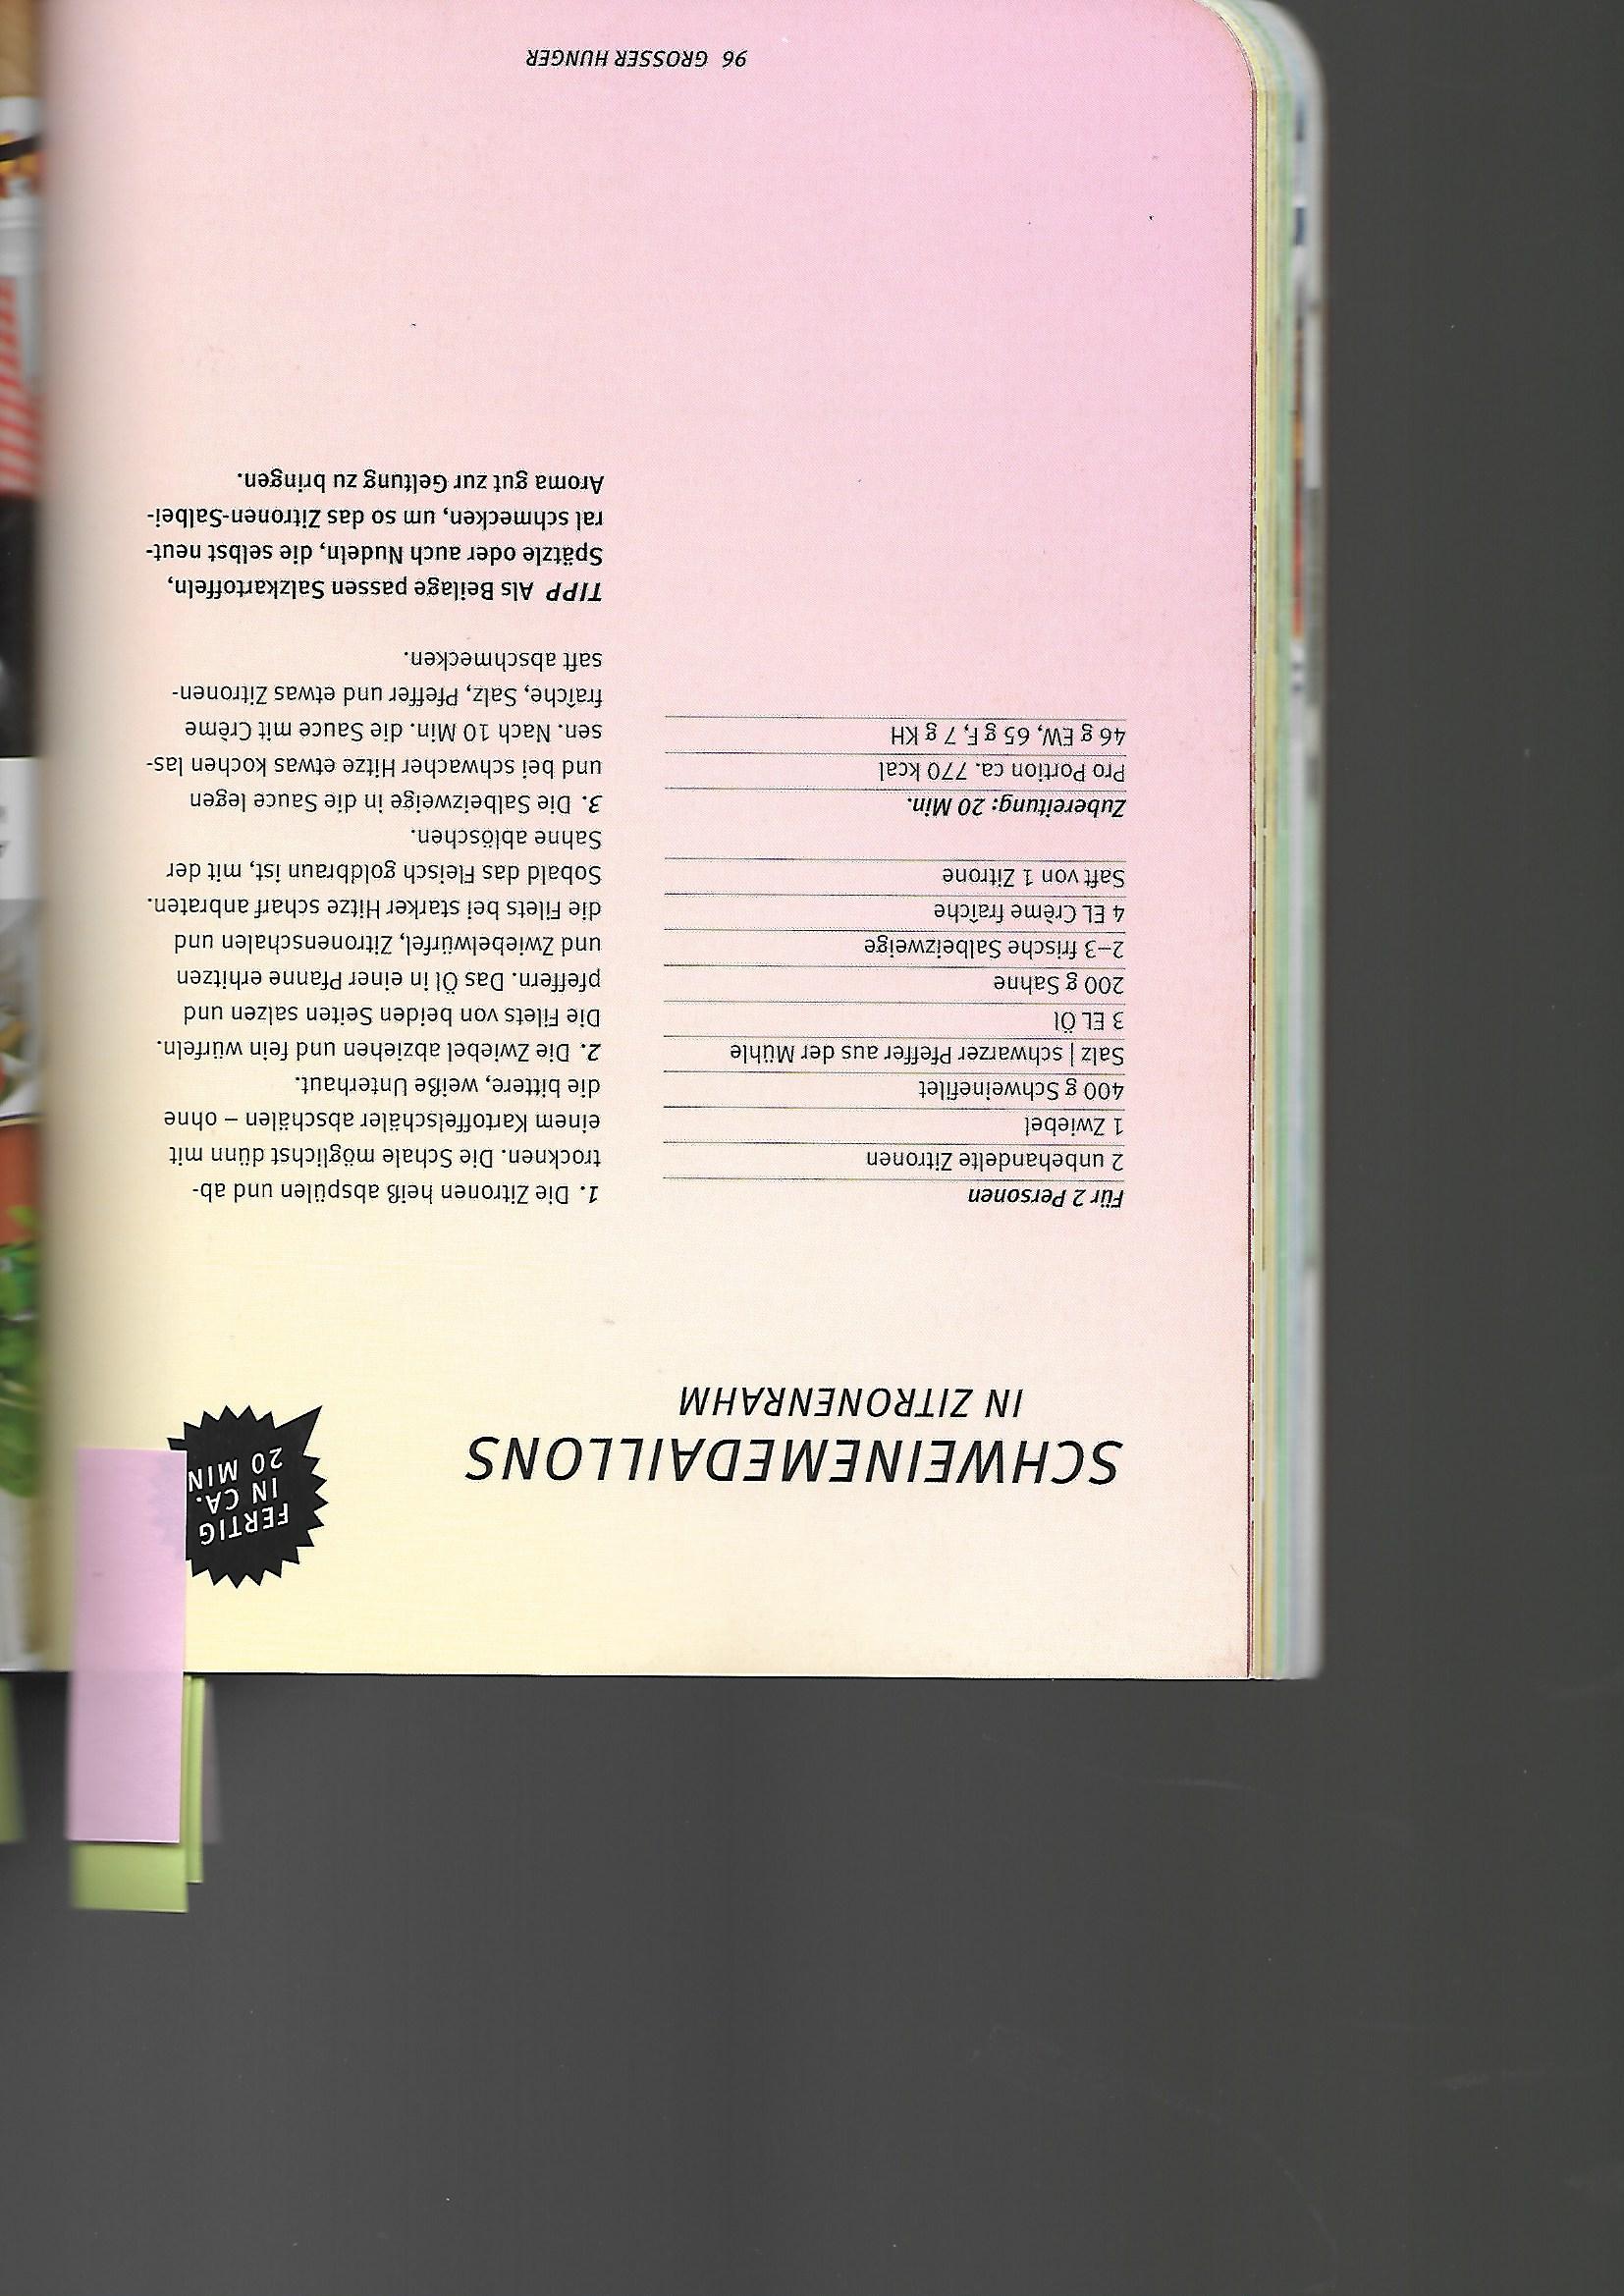 SCHWEINEMEDAILLONS
IN ZITRONENRAHM
FERTIG
IN CA.
20 MIN
Für 2 Personen
2 unbehandelte Zitronen
1 Zwiebel
400 g Schweinefilet
Salz | schwarzer Pfeffer aus der Mühle
3 EL Öl
200 g Sahne
2–3 frische Salbeizweige
4 EL Crème fraîche
Saft von 1 Zitrone
Zubereitung: 20 Min.
Pro Portion ca. 770 kcal
46 g EW, 65 g F, 7 g KH
1. Die Zitronen heiß abspülen und ab-
trocknen. Die Schale möglichst dünn mit
einem Kartoffelschäler abschälen – ohne
die bittere, weiße Unterhaut.
2. Die Zwiebel abziehen und fein würfeln.
Die Filets von beiden Seiten salzen und
pfeffern. Das Öl in einer Pfanne erhitzen
und Zwiebelwürfel, Zitronenschalen und
die Filets bei starker Hitze scharf anbraten.
Sobald das Fleisch goldbraun ist, mit der
Sahne ablöschen.
3. Die Salbeizweige in die Sauce legen
und bei schwacher Hitze etwas kochen las-
sen. Nach 10 Min. die Sauce mit Crème
fraîche, Salz, Pfeffer und etwas Zitronen-
saft abschmecken.
TIPP Als Beilage passen Salzkartoffeln,
Spätzle oder auch Nudeln, die selbst neut-
ral schmecken, um so das Zitronen-Salbei-
Aroma gut zur Geltung zu bringen.
96 GROSSER HUNGER